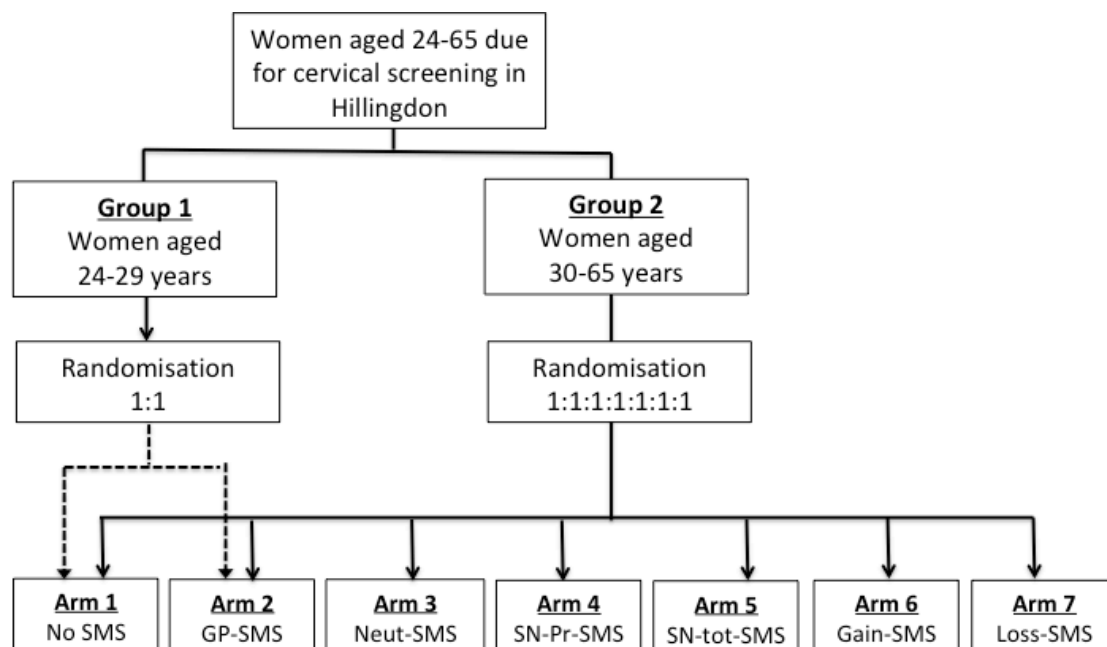 Women aged 24-65 due
for cervical screening in
Hillingdon
Group 1
Women aged
24-29 years
Group 2
Women aged
30-65 years
Randomisation
1:1
Randomisation
1:1:1:1:1:1:1
Arm 1
No SMS
Arm 2
GP-SMS
Arm 3
Neut-SMS
Arm 4
SN-Pr-SMS
Arm 5
SN-tot-SMS
Arm 6
Gain-SMS
Arm 7
Loss-SMS